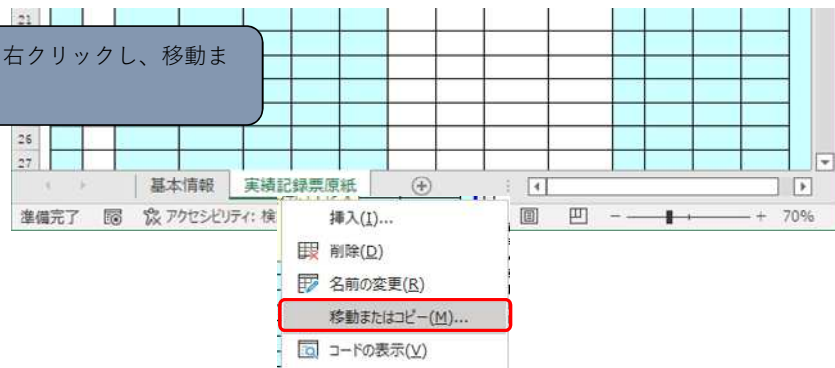 21
右クリックし、移動ま
26
27
基本情報 実績記録票原紙
準備完了 アクセシビリティ: 検 70%
挿入(I)...
削除(D)
名前の変更(R)
移動またはコピー(M)...
コードの表示(V)